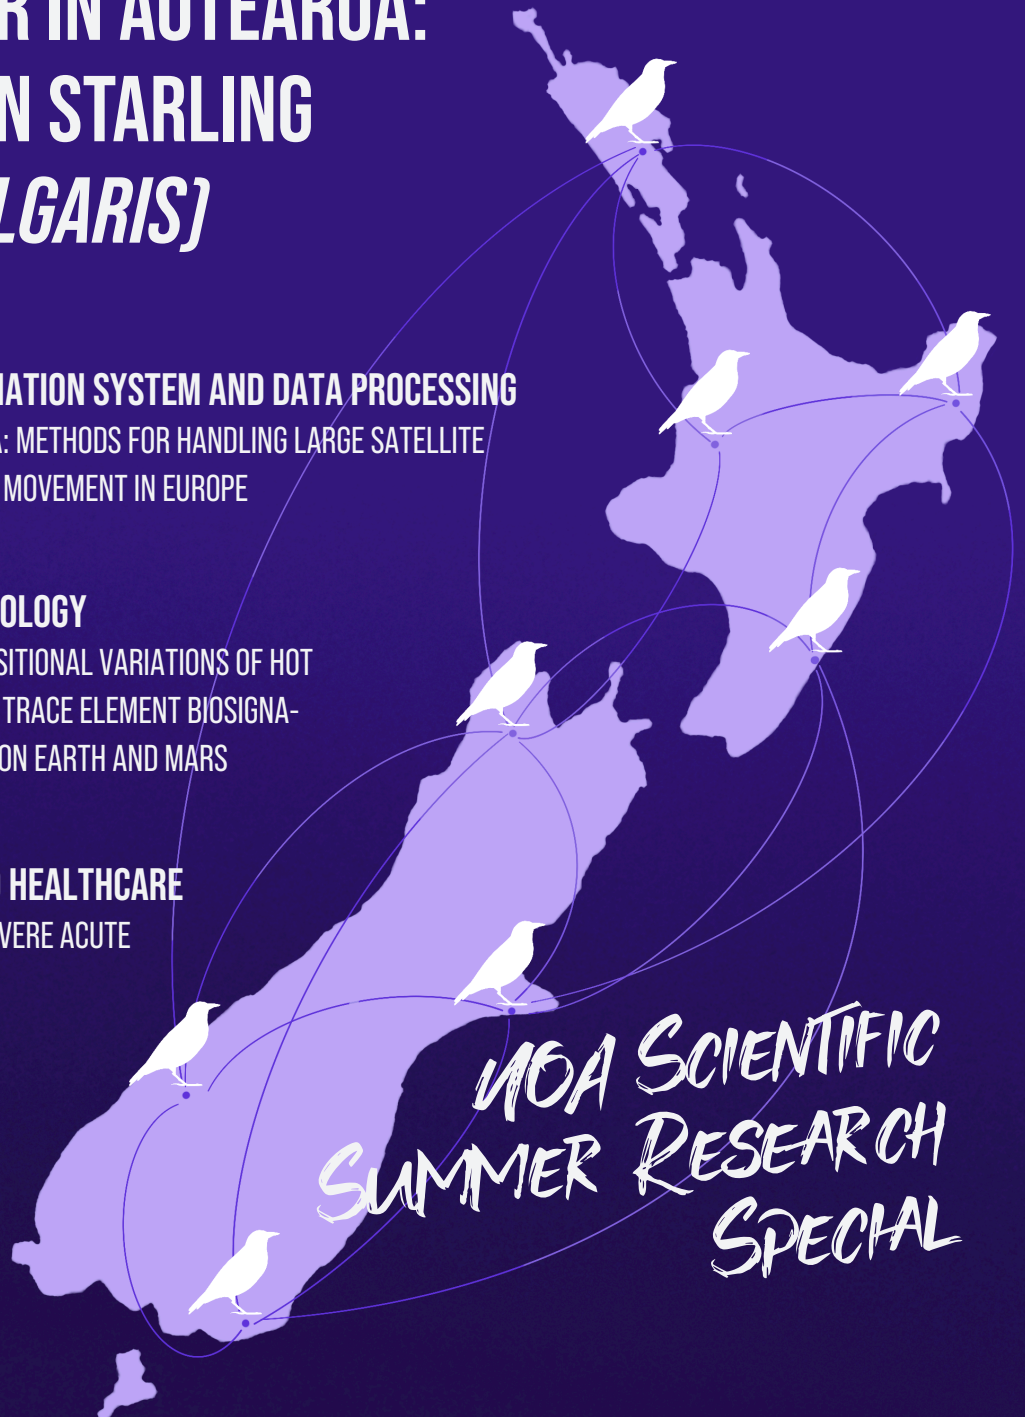 R IN AOTEAROA:
N STARLING
LGARIS)
MATION SYSTEM AND DATA PROCESSING
A: METHODS FOR HANDLING LARGE SATELLITE
MOVEMENT IN EUROPE
OLOGY
SITIONAL VARIATIONS OF HOT
TRACE ELEMENT BIOSIGNA-
ON EARTH AND MARS
HEALTHCARE
VERE ACUTE
UOA SCIENTIFIC
SUMMER RESEARCH
SPECIAL